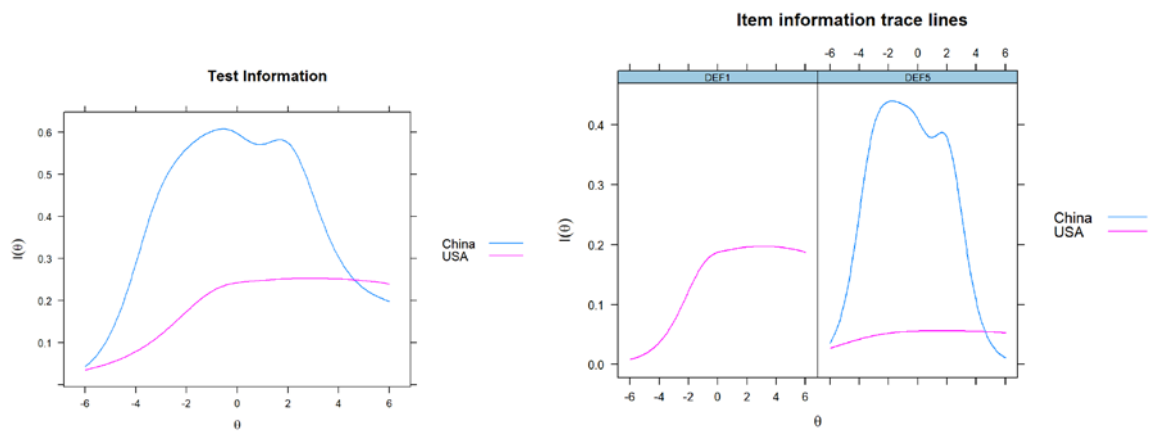 Test Information
I(θ)
0.6
0.5
0.4
0.3
0.2
0.1
-6 -4 -2 0 2 4 6
θ
China
USA
Item information trace lines
-6 -4 -2 0 2 4 6
DEF1 DEF5
I(θ)
0.4
0.3
0.2
0.1
0.0
-6 -4 -2 0 2 4 6
θ
China
USA